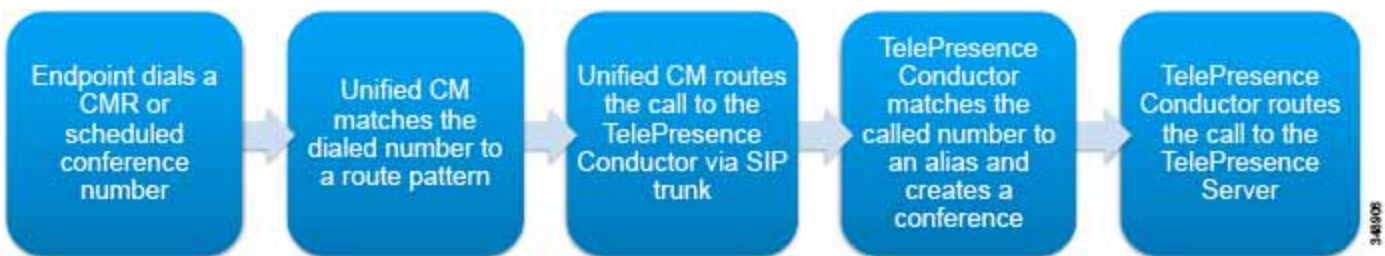 Endpoint dials a
CMR or
scheduled
conference
number
Unified CM
matches the
dialed number to
a route pattern
Unified CM routes
the call to the
TelePresence
Conductor via SIP
trunk
TelePresence
Conductor
matches the
called number to
an alias and
creates a
conference
TelePresence
Conductor routes
the call to the
TelePresence
Server
348906